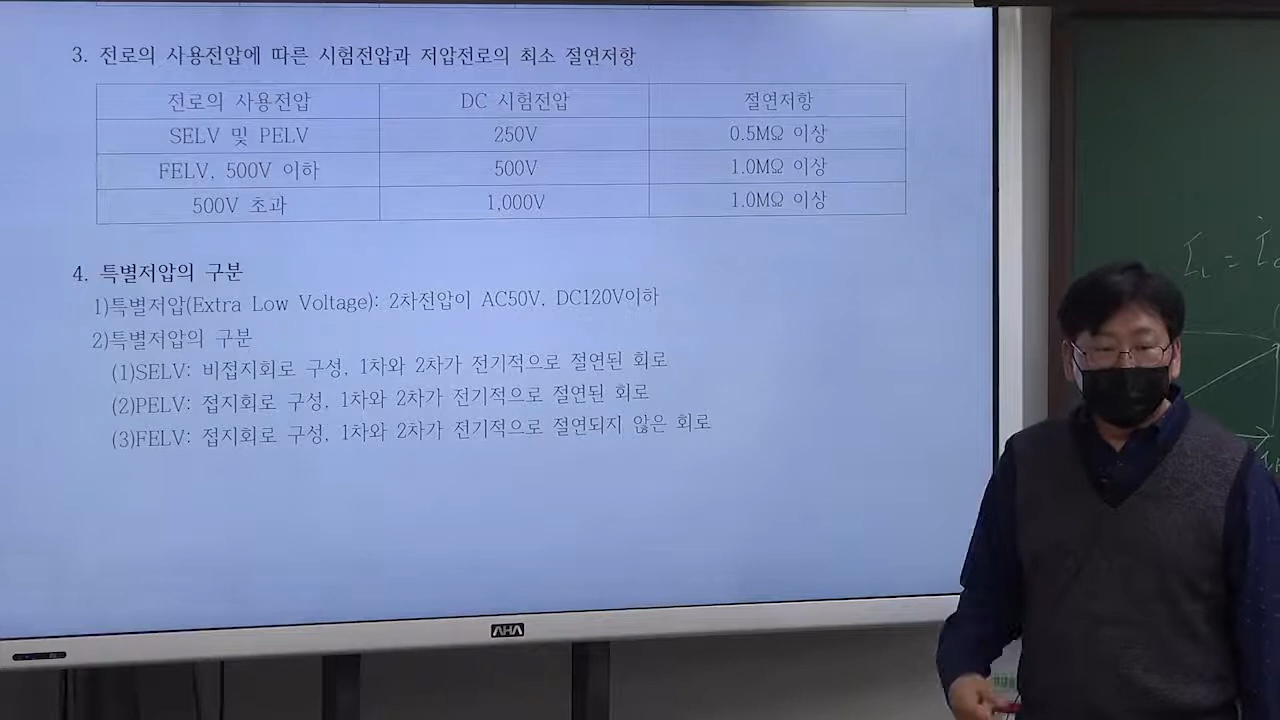 3. 전로의 사용전압에 따른 시험전압과 저압전로의 최소 절연저항
전로의 사용전압 DC 시험전압 절연저항
SELV 및 PELV 250V 0.5MΩ 이상
FELV, 500V 이하 500V 1.0MΩ 이상
500V 초과 1,000V 1.0MΩ 이상
4. 특별저압의 구분
1)특별저압(Extra Low Voltage): 2차전압이 AC50V, DC120V이하
2)특별저압의 구분
(1)SELV: 비접지회로 구성, 1차와 2차가 전기적으로 절연된 회로
(2)PELV: 접지회로 구성, 1차와 2차가 전기적으로 절연된 회로
(3)FELV: 접지회로 구성, 1차와 2차가 전기적으로 절연되지 않은 회로
AHA